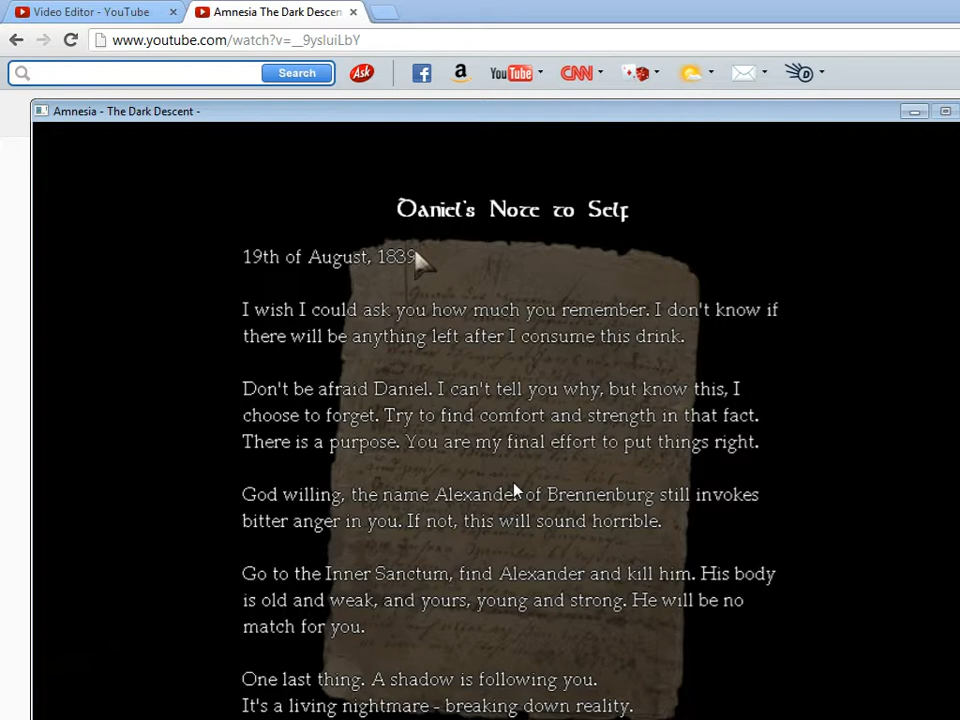 Video Editor - YouTube
Amnesia The Dark Descen
www.youtube.com/watch?v=__9ysluiLbY
Search
Ask
f
a
YouTube
CNN
D
Amnesia - The Dark Descent -
Daniel's Note to Self
19th of August, 1839
I wish I could ask you how much you remember. I don't know if
there will be anything left after I consume this drink.
Don't be afraid Daniel. I can't tell you why, but know this, I
choose to forget. Try to find comfort and strength in that fact.
There is a purpose. You are my final effort to put things right.
God willing, the name Alexander of Brennenburg still invokes
bitter anger in you. If not, this will sound horrible.
Go to the Inner Sanctum, find Alexander and kill him. His body
is old and weak, and yours, young and strong. He will be no
match for you.
One last thing. A shadow is following you.
It's a living nightmare - breaking down reality.